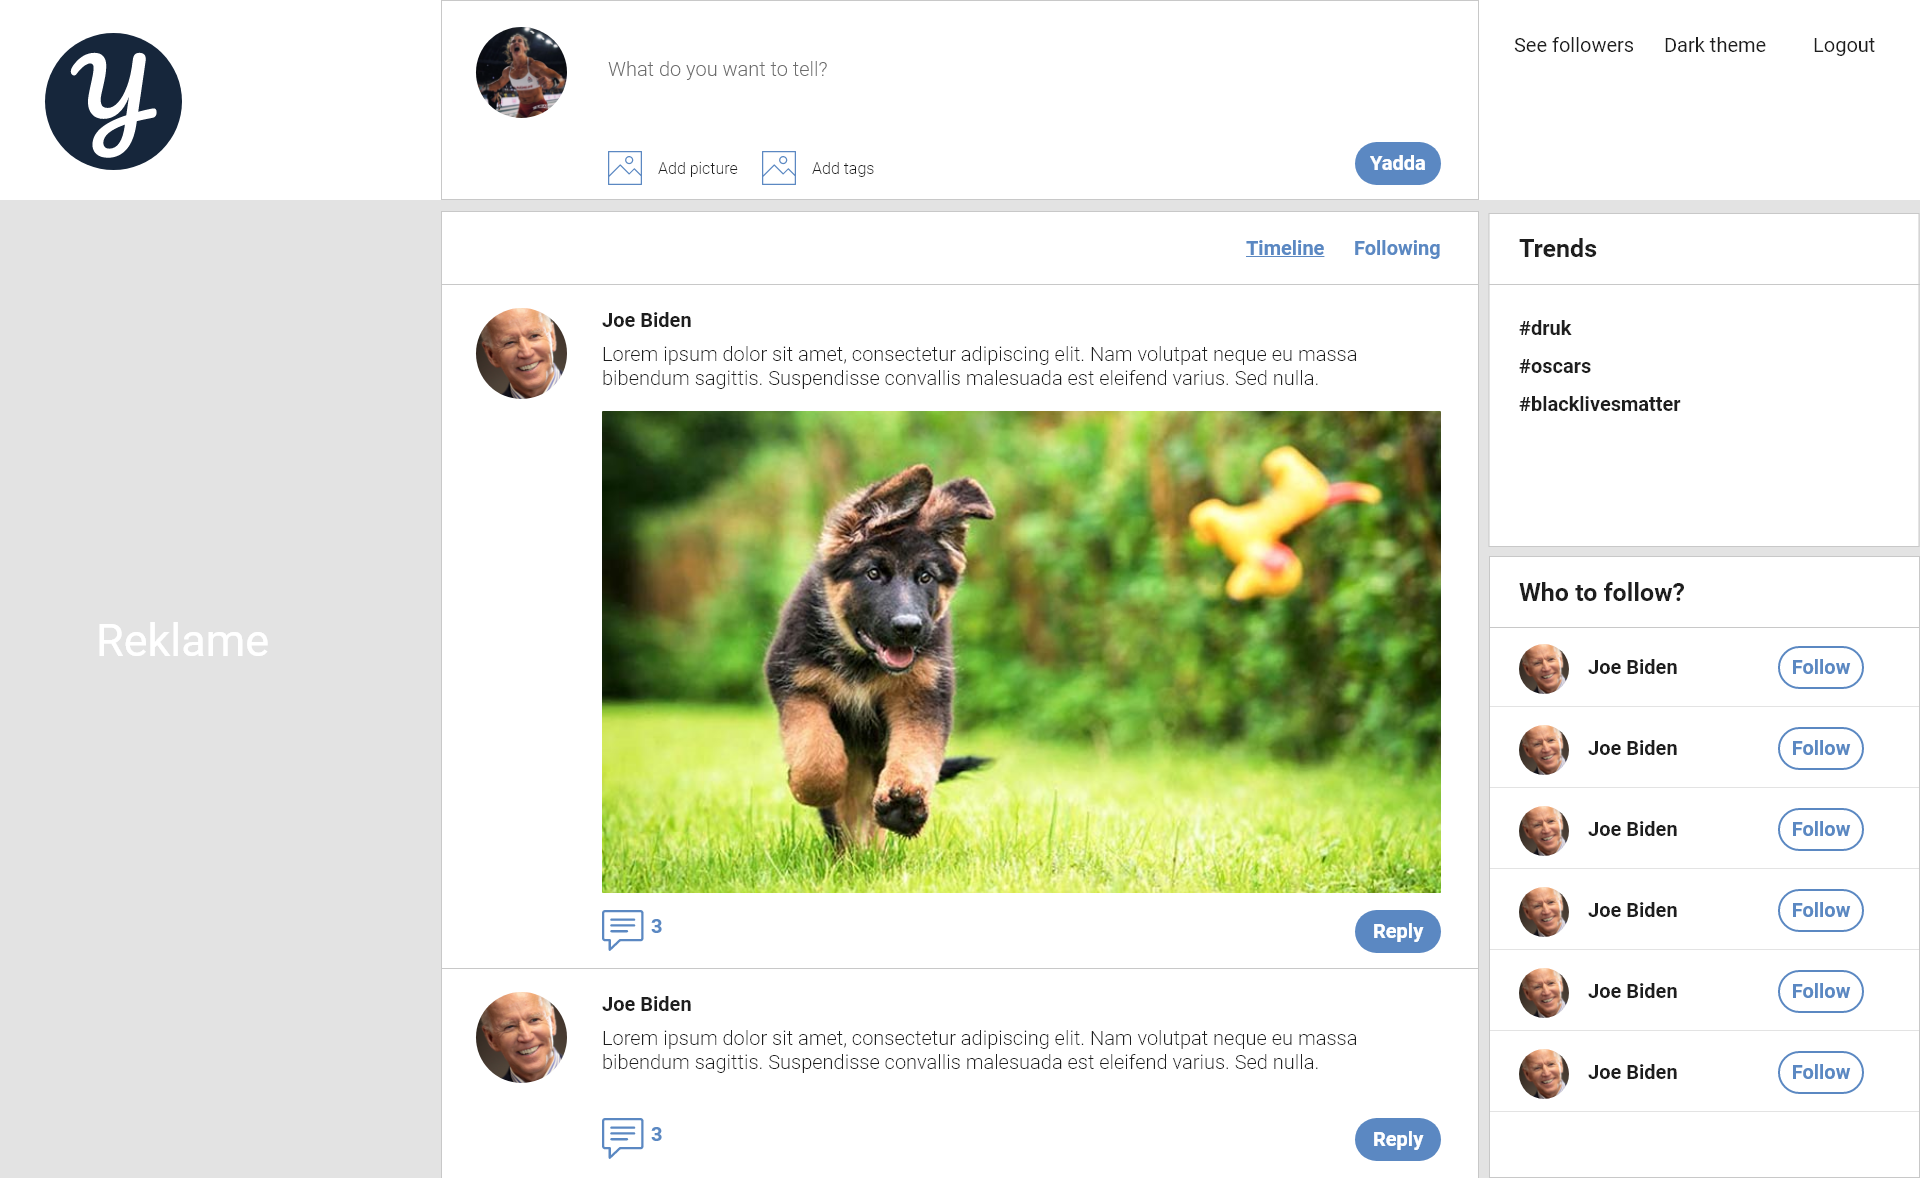 y
What do you want to tell?
Add picture
Add tags
Yadda
See followers
Dark theme
Logout
Reklame
Timeline
Following
Joe Biden
Lorem ipsum dolor sit amet, consectetur adipiscing elit. Nam volutpat neque eu massa
bibendum sagittis. Suspendisse convallis malesuada est eleifend varius. Sed nulla.
3
Reply
Joe Biden
Lorem ipsum dolor sit amet, consectetur adipiscing elit. Nam volutpat neque eu massa
bibendum sagittis. Suspendisse convallis malesuada est eleifend varius. Sed nulla.
3
Reply
Trends
#druk
#oscars
#blacklivesmatter
Who to follow?
Joe Biden
Follow
Joe Biden
Follow
Joe Biden
Follow
Joe Biden
Follow
Joe Biden
Follow
Joe Biden
Follow